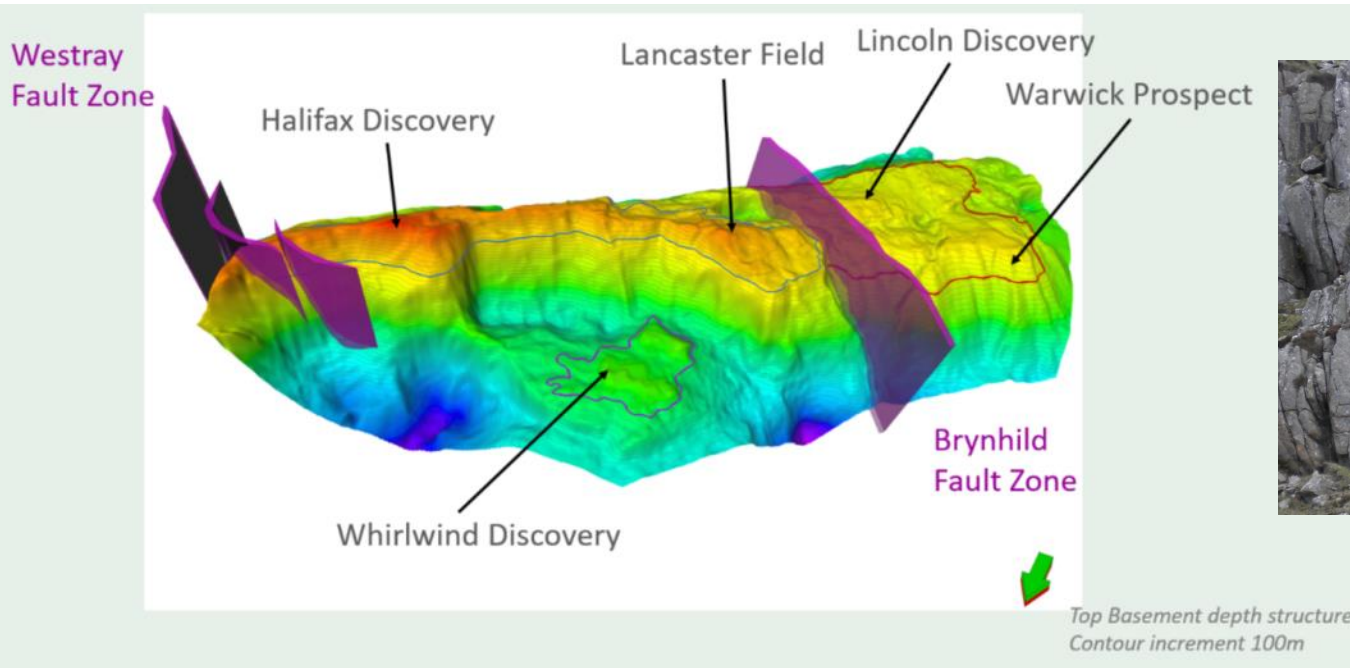 Westray
Fault Zone
Halifax Discovery
Lancaster Field
Lincoln Discovery
Warwick Prospect
Whirlwind Discovery
Brynhild
Fault Zone
Top Basement depth structure
Contour increment 100m